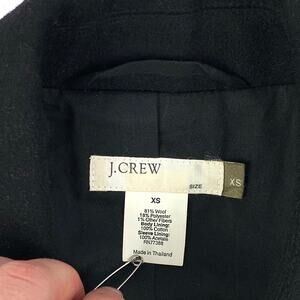 J.CREW
SIZE
XS
XS
81% Wool
18% Polyester
1% Other Fibers
Body Lining:
100% Cotton
Sleeve Lining:
100% Acetate
RN77388
Made in Thailand